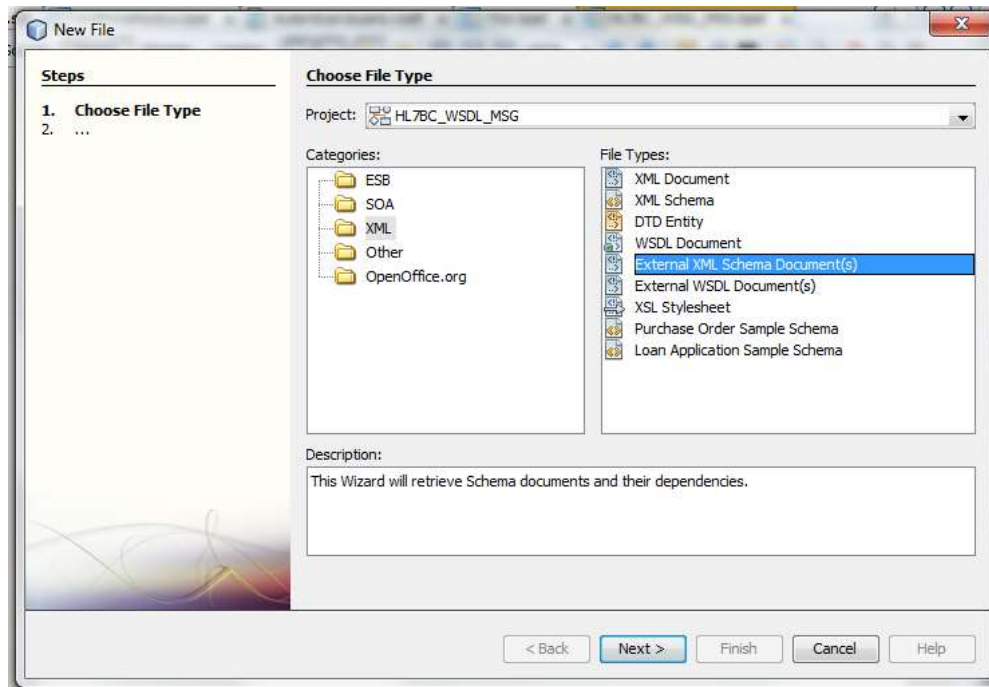 New File
Steps
1. Choose File Type
2. ...
Choose File Type
Project: HL7BC_WSDL_MSG
Categories:
ESB
SOA
XML
Other
OpenOffice.org
File Types:
XML Document
XML Schema
DTD Entity
WSDL Document
External XML Schema Document(s)
External WSDL Document(s)
XSL Stylesheet
Purchase Order Sample Schema
Loan Application Sample Schema
Description:
This Wizard will retrieve Schema documents and their dependencies.
< Back Next > Finish Cancel Help